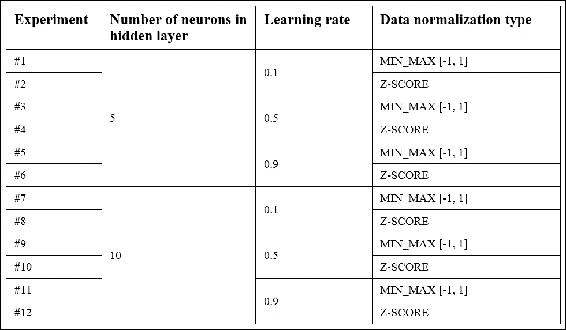 Experiment Number of neurons in hidden layer Learning rate Data normalization type
#1 5 0.1 MIN_MAX [-1, 1]
#2 Z-SCORE
#3 0.5 MIN_MAX [-1, 1]
#4 Z-SCORE
#5 0.9 MIN_MAX [-1, 1]
#6 Z-SCORE
#7 10 0.1 MIN_MAX [-1, 1]
#8 Z-SCORE
#9 0.5 MIN_MAX [-1, 1]
#10 Z-SCORE
#11 0.9 MIN_MAX [-1, 1]
#12 Z-SCORE